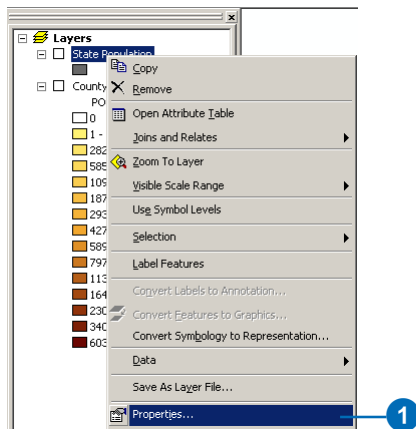 Layers
State Population
County
PO
0
1 -
282
585
109
187
293
427
589
797
113
164
230
340
603
Copy
Remove
Open Attribute Table
Joins and Relates
Zoom To Layer
Visible Scale Range
Use Symbol Levels
Selection
Label Features
Convert Labels to Annotation...
Convert Features to Graphics...
Convert Symbology to Representation...
Data
Save As Layer File...
Properties...
1